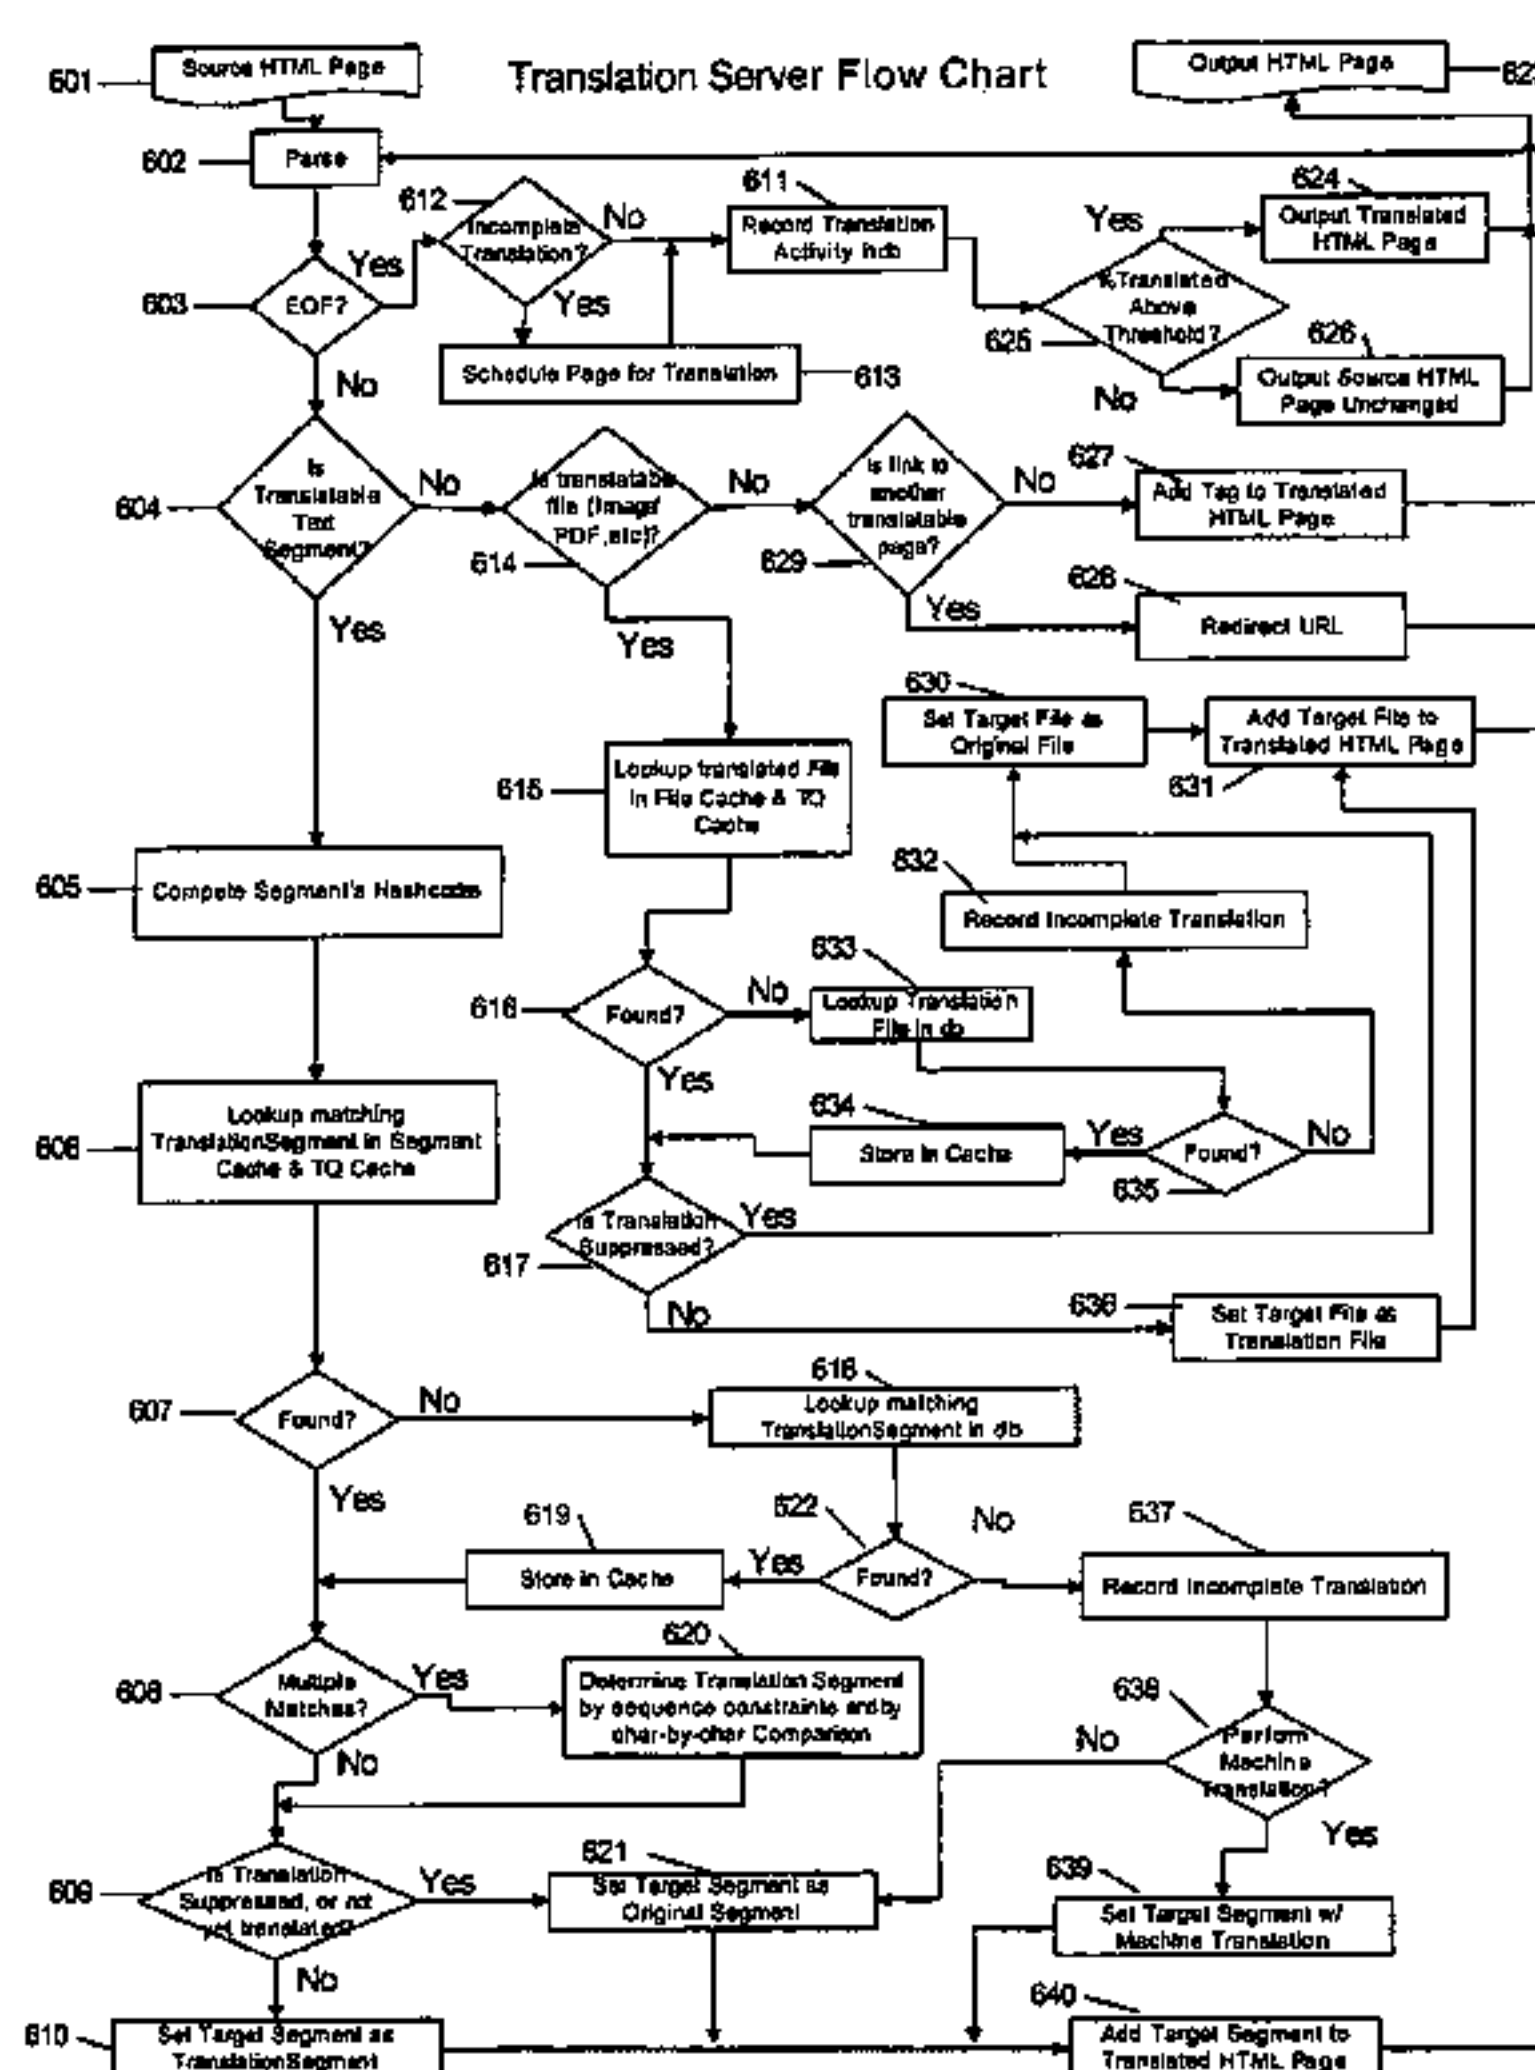 Translation Server Flow Chart
601
Source HTML Page
Output HTML Page
602
Parse
612
Incomplete
Translation?
No
Yes
611
Record Translation
Activity in db
Yes
624
Output Translated
HTML Page
603
EOF?
Yes
No
% Translated
Above
Threshold?
625
No
626
Output Source HTML
Page Unchanged
Schedule Page for Translation
613
604
Is
Translatable
Text
Segment?
No
Yes
Is translatable
file (Image/
PDF,etc)?
614
No
Yes
Is link to
another
translatable
page?
629
No
Yes
627
Add Tag to Translated
HTML Page
628
Redirect URL
630
Set Target File as
Original File
Add Target File to
Translated HTML Page
631
615
Lookup translated File
in File Cache & TQ
Cache
605
Compute Segment's Hashcode
632
Record Incomplete Translation
616
Found?
No
Yes
633
Lookup Translation
File in db
606
Lookup matching
TranslationSegment in Segment
Cache & TQ Cache
634
Store in Cache
Yes
Found?
635
No
Is Translation
Suppressed?
617
Yes
No
636
Set Target File as
Translation File
607
Found?
No
Yes
618
Lookup matching
TranslationSegment in db
619
Store in Cache
Yes
622
Found?
No
637
Record Incomplete Translation
608
Multiple
Matches?
Yes
No
620
Determine Translation Segment
by sequence constraints and by
char-by-char Comparison
638
Perform
Machine
Translation?
No
Yes
609
Is Translation
Suppressed, or not
yet translated?
Yes
No
621
Set Target Segment as
Original Segment
639
Set Target Segment w/
Machine Translation
610
Set Target Segment as
TranslationSegment
640
Add Target Segment to
Translated HTML Page